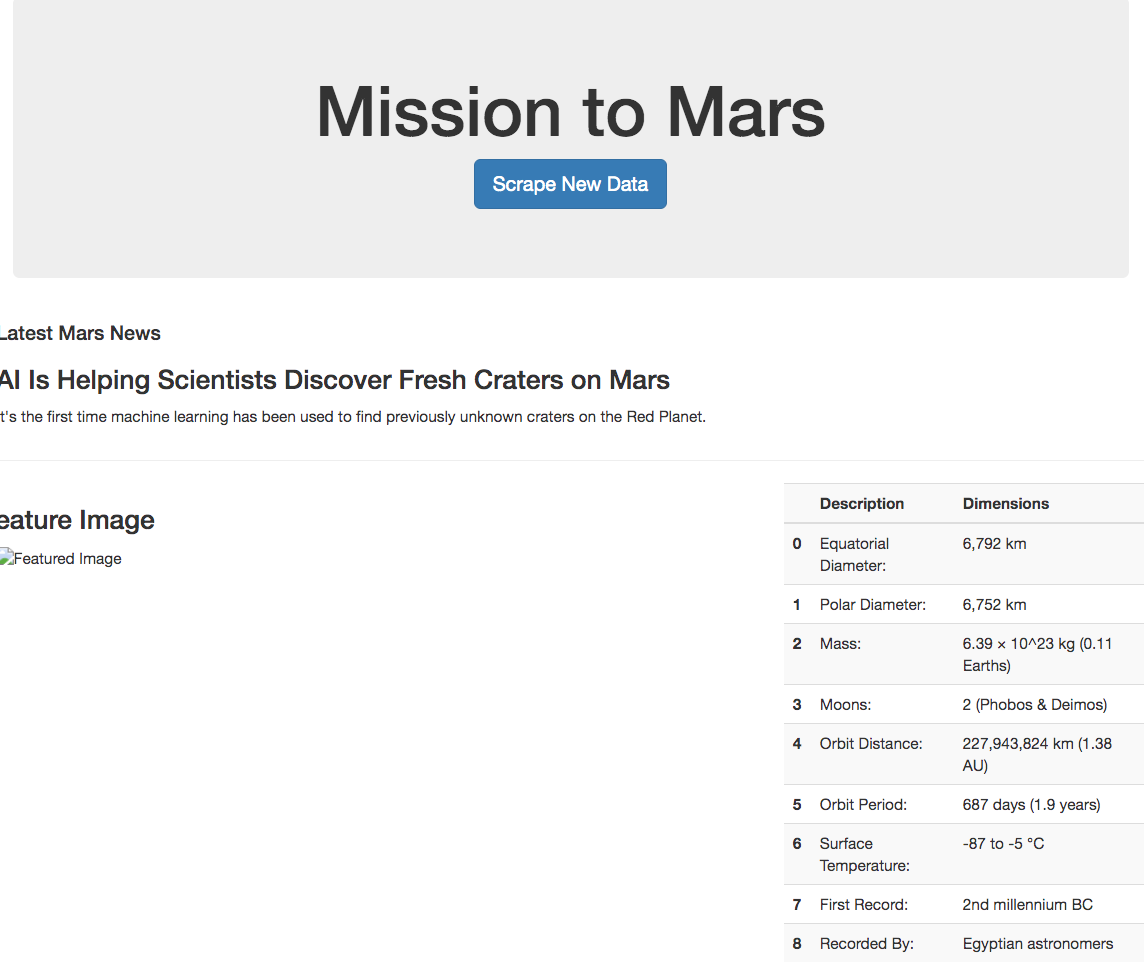 Mission to Mars
Scrape New Data
Latest Mars News
AI Is Helping Scientists Discover Fresh Craters on Mars
t's the first time machine learning has been used to find previously unknown craters on the Red Planet.
eature Image
Featured Image
Description Dimensions
0 Equatorial Diameter: 6,792 km
1 Polar Diameter: 6,752 km
2 Mass: 6.39 × 10^23 kg (0.11 Earths)
3 Moons: 2 (Phobos & Deimos)
4 Orbit Distance: 227,943,824 km (1.38 AU)
5 Orbit Period: 687 days (1.9 years)
6 Surface Temperature: -87 to -5 °C
7 First Record: 2nd millennium BC
8 Recorded By: Egyptian astronomers